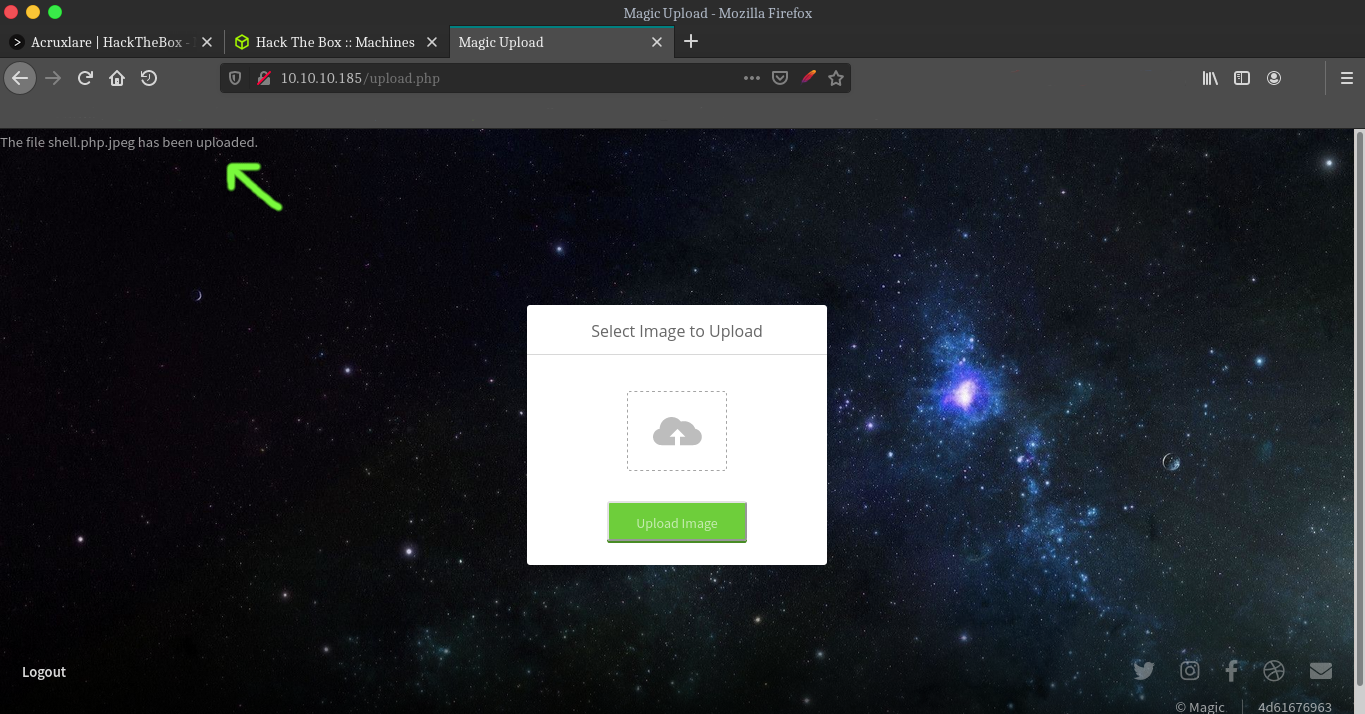 Magic Upload - Mozilla Firefox
> Acruxlare | HackTheBox -
Hack The Box :: Machines
Magic Upload
10.10.10.185/upload.php
The file shell.php.jpeg has been uploaded.
Select Image to Upload
Upload Image
Logout
© Magic
4d61676963